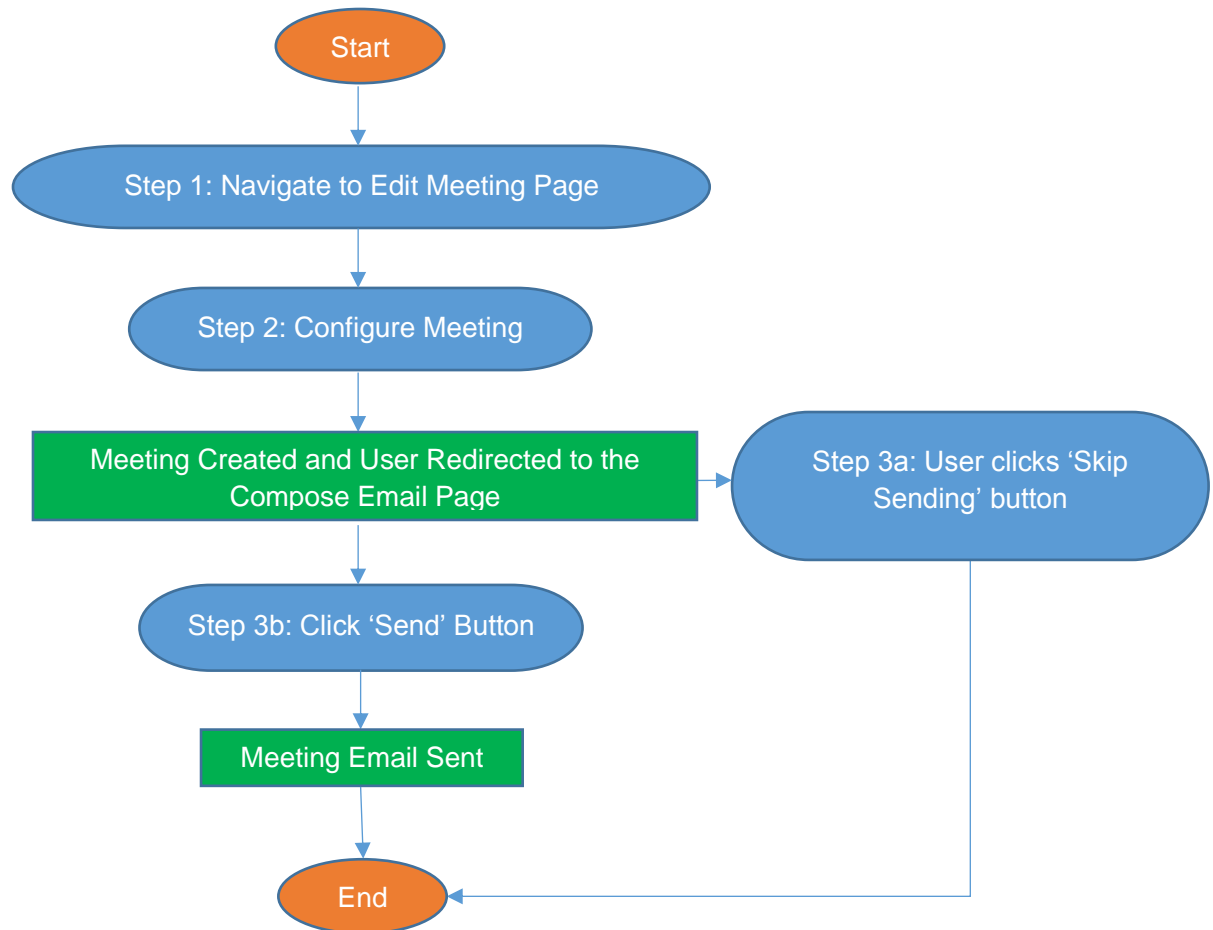 Start
Step 1: Navigate to Edit Meeting Page
Step 2: Configure Meeting
Meeting Created and User Redirected to the
Compose Email Page
Step 3a: User clicks ‘Skip
Sending’ button
Step 3b: Click ‘Send’ Button
Meeting Email Sent
End